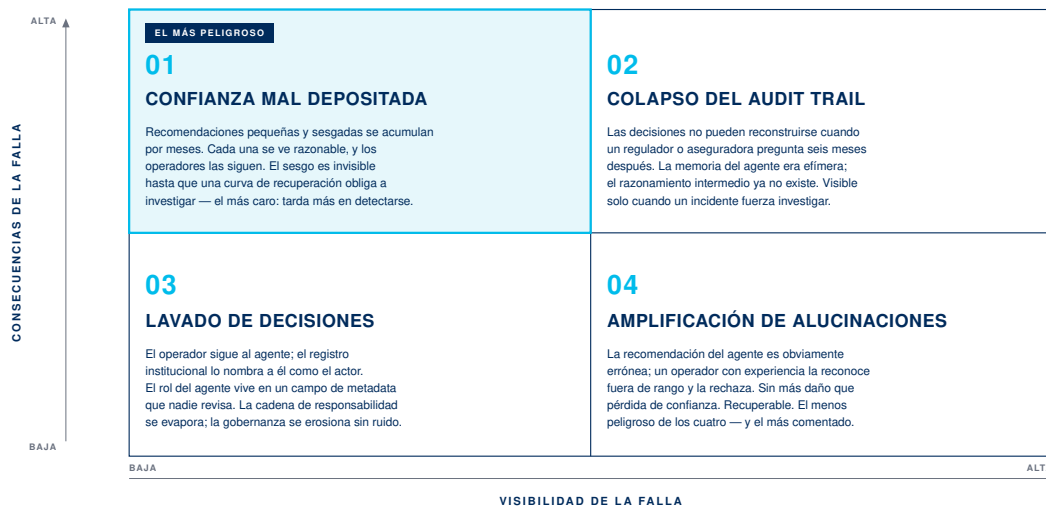 ALTA
CONSECUENCIAS DE LA FALLA
BAJA
EL MÁS PELIGROSO
01
CONFIANZA MAL DEPOSITADA
Recomendaciones pequeñas y sesgadas se acumulan
por meses. Cada una se ve razonable, y los
operadores las siguen. El sesgo es invisible
hasta que una curva de recuperación obliga a
investigar — el más caro: tarda más en detectarse.
02
COLAPSO DEL AUDIT TRAIL
Las decisiones no pueden reconstruirse cuando
un regulador o aseguradora pregunta seis meses
después. La memoria del agente era efímera;
el razonamiento intermedio ya no existe. Visible
solo cuando un incidente fuerza investigar.
03
LAVADO DE DECISIONES
El operador sigue al agente; el registro
institucional lo nombra a él como el actor.
El rol del agente vive en un campo de metadata
que nadie revisa. La cadena de responsabilidad
se evapora; la gobernanza se erosiona sin ruido.
04
AMPLIFICACIÓN DE ALUCINACIONES
La recomendación del agente es obviamente
errónea; un operador con experiencia la reconoce
fuera de rango y la rechaza. Sin más daño que
pérdida de confianza. Recuperable. El menos
peligroso de los cuatro — y el más comentado.
BAJA
VISIBILIDAD DE LA FALLA